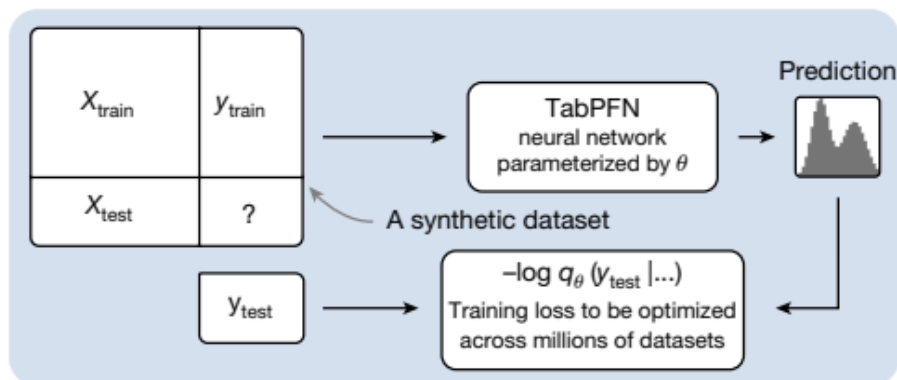 X_train
y_train
X_test
?
A synthetic dataset
TabPFN
neural network
parameterized by θ
Prediction
y_test
–log q_θ (y_test |...)
Training loss to be optimized
across millions of datasets